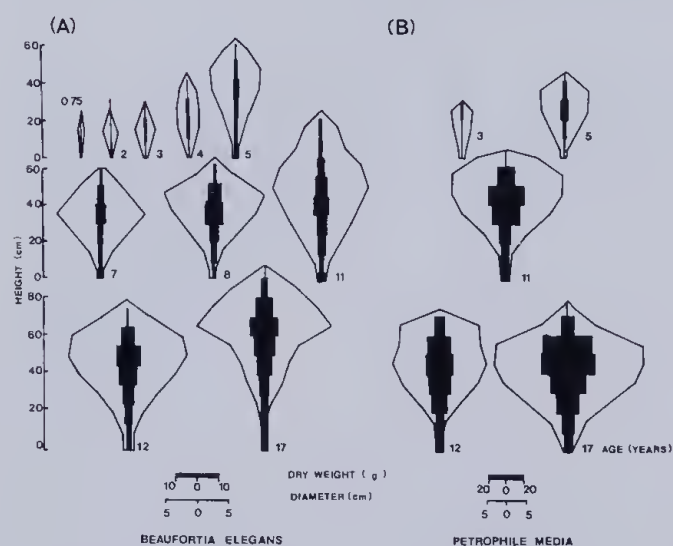 (A)
(B)
60
40
20
0
0.75
2
3
4
5
3
5
60
40
20
0
7
8
11
11
HEIGHT (cm)
80
60
40
20
0
12
17
12
17 AGE (YEARS)
DRY WEIGHT (g)
10 0 10
20 0 20
DIAMETER (cm)
5 0 5
5 0 5
BEAUFORTIA ELEGANS
PETROPHILE MEDIA